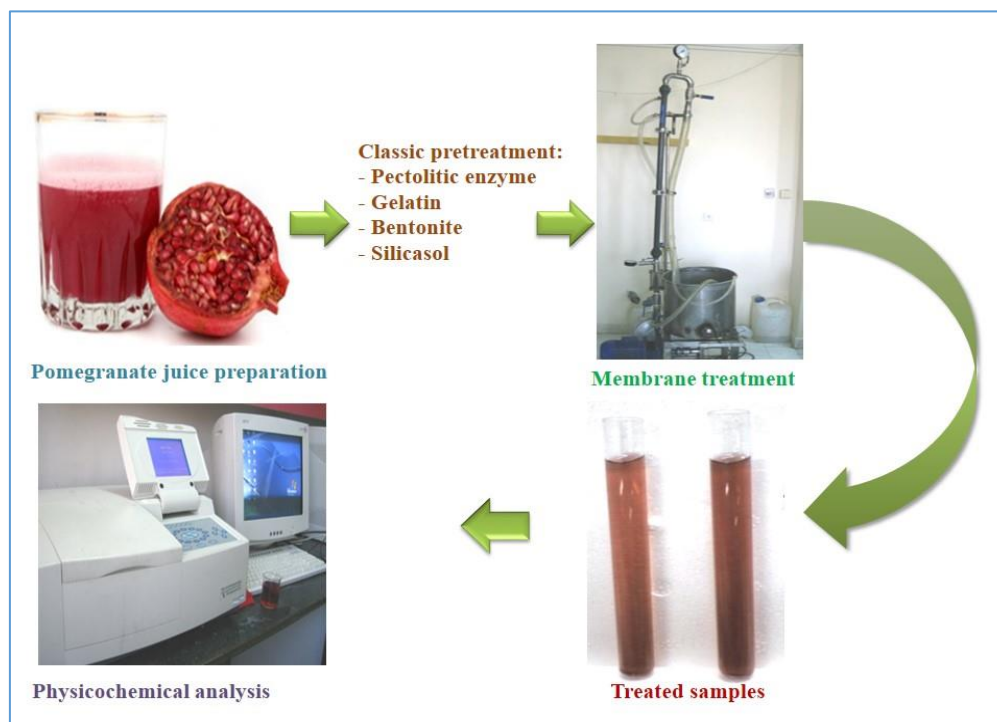 Classic pretreatment:
- Pectolitic enzyme
- Gelatin
- Bentonite
- Silicasol
Pomegranate juice preparation
Membrane treatment
Treated samples
Physicochemical analysis